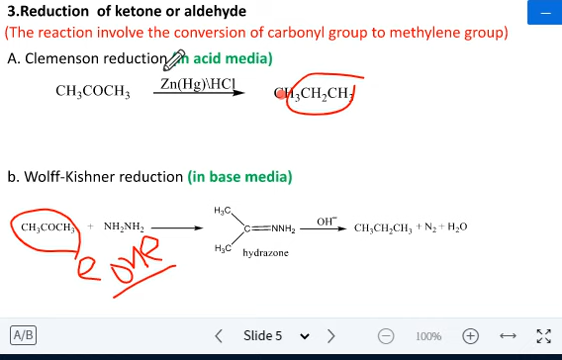 3.Reduction of ketone or aldehyde
(The reaction involve the conversion of carbonyl group to methylene group)
A. Clemenson reduction in acid media)
CH₃COCH₃ Zn(Hg)\HCl CH₃CH₂CH₃
b. Wolff-Kishner reduction (in base media)
CH₃COCH₃ + NH₂NH₂ H₃C H₃C C=NNH₂ OH⁻ CH₃CH₂CH₃ + N₂ + H₂O
hydrazone
one
A/B Slide 5 100%